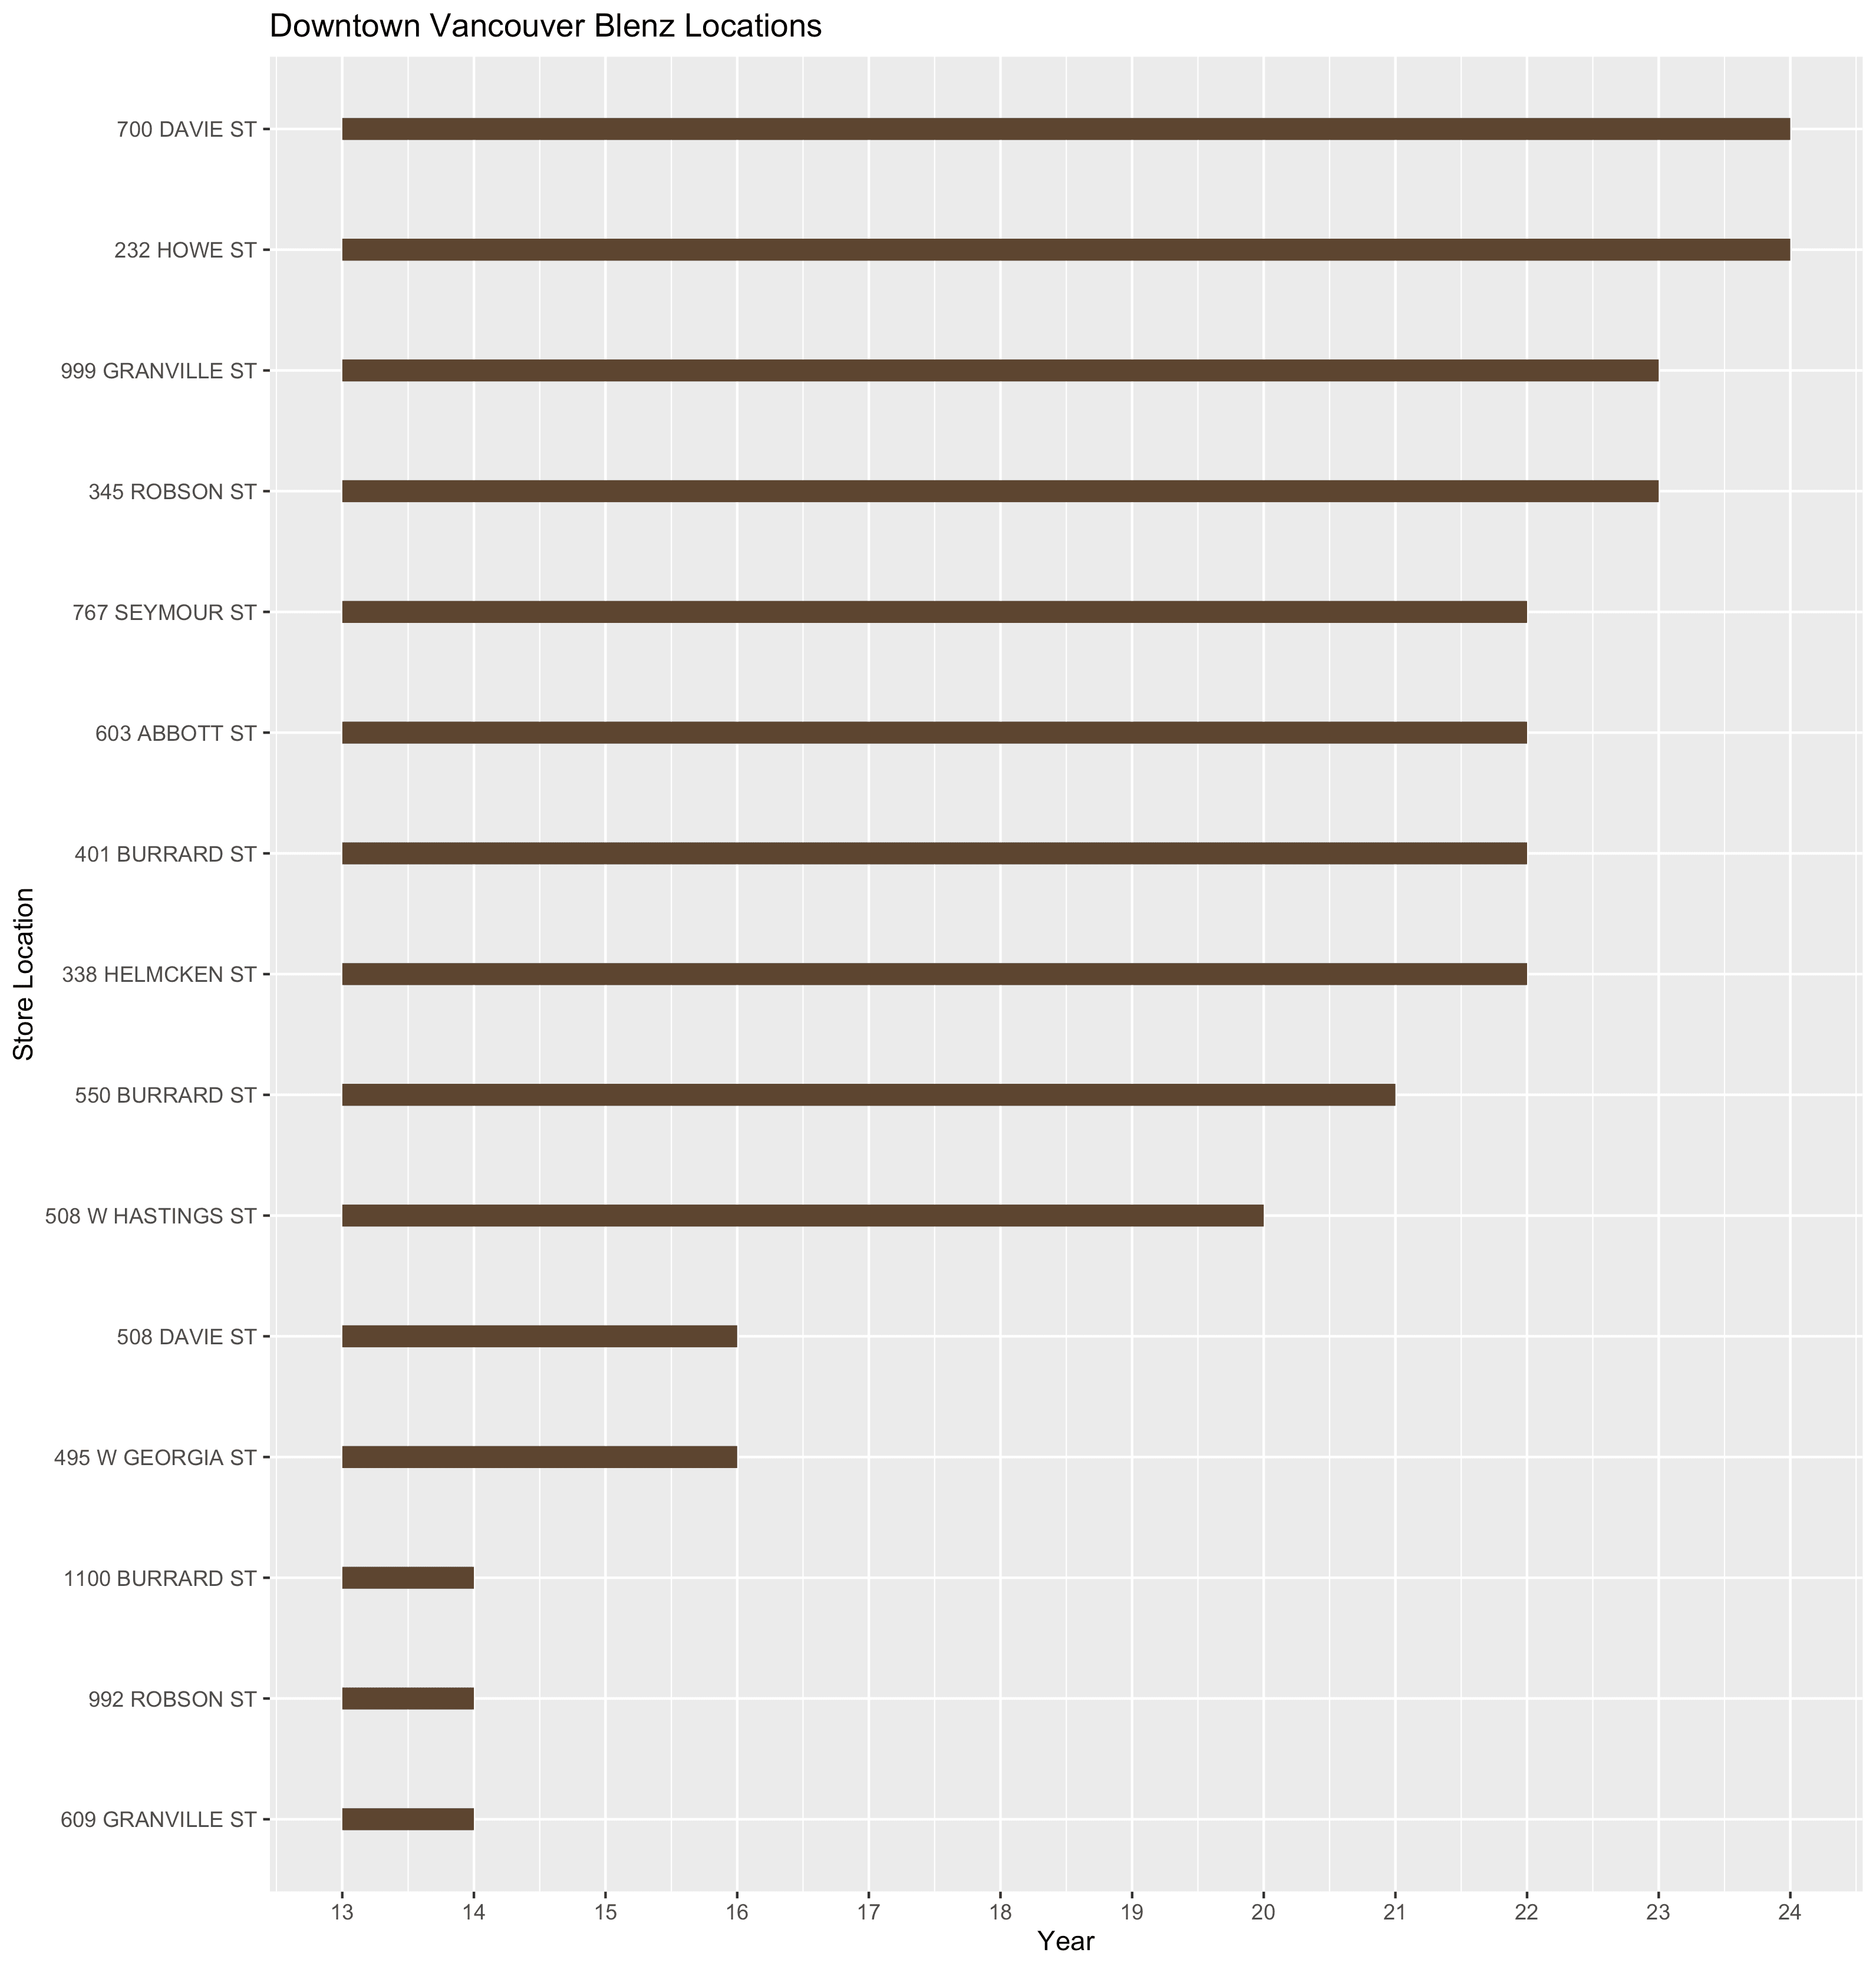 Downtown Vancouver Blenz Locations
700 DAVIE ST
232 HOWE ST
999 GRANVILLE ST
345 ROBSON ST
767 SEYMOUR ST
603 ABBOTT ST
401 BURRARD ST
338 HELMCKEN ST
550 BURRARD ST
508 W HASTINGS ST
508 DAVIE ST
495 W GEORGIA ST
1100 BURRARD ST
992 ROBSON ST
609 GRANVILLE ST
Store Location
13 14 15 16 17 18 19 20 21 22 23 24
Year